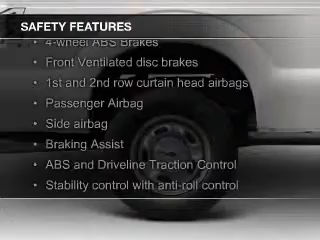 SAFETY FEATURES
• 4-wheel ABS Brakes
• Front Ventilated disc brakes
• 1st and 2nd row curtain head airbags
• Passenger Airbag
• Side airbag
• Braking Assist
• ABS and Driveline Traction Control
• Stability control with anti-roll control